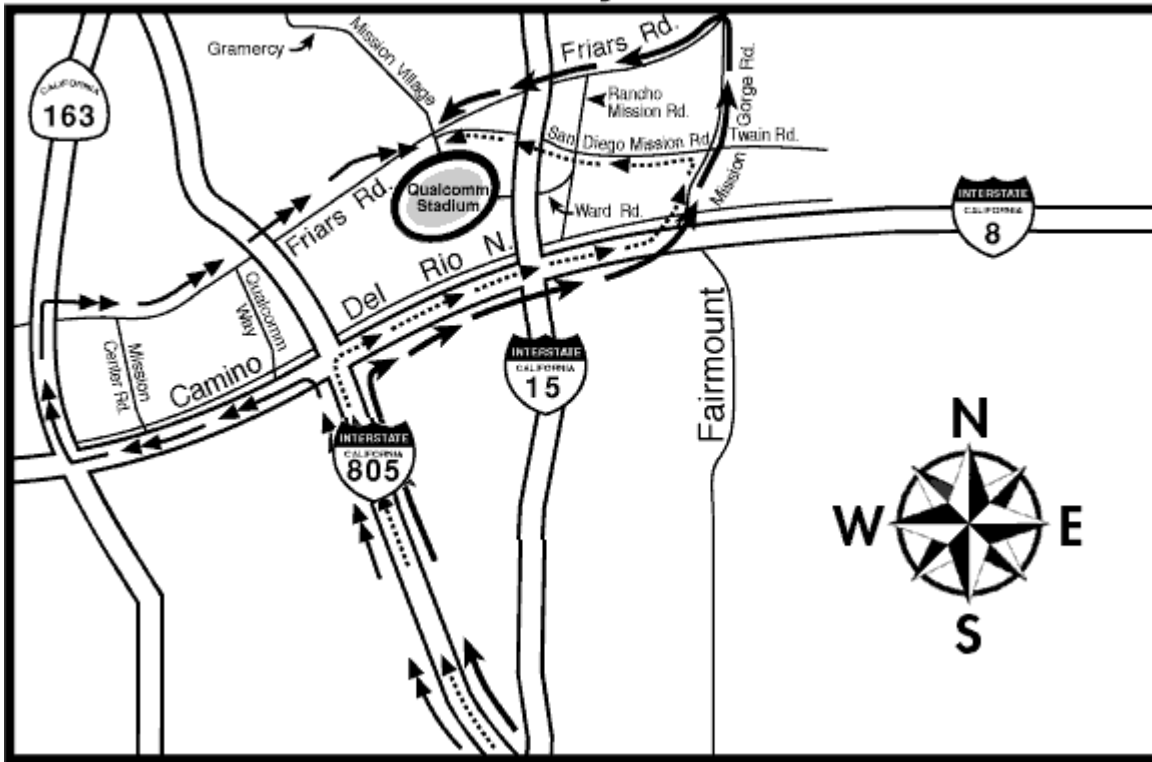 CALIFORNIA
163
Gramercy
Mission Village
Friars Rd.
Rancho
Mission Rd.
Gorge Rd.
San Diego Mission Rd.
Twain Rd.
Mission
Qualcomm
Stadium
Ward Rd.
Friars Rd.
INTERSTATE
CALIFORNIA
8
Camino Del Rio N.
Qualcomm
Way
Mission
Center Rd.
INTERSTATE
CALIFORNIA
15
INTERSTATE
CALIFORNIA
805
Fairmount
N
W
E
S